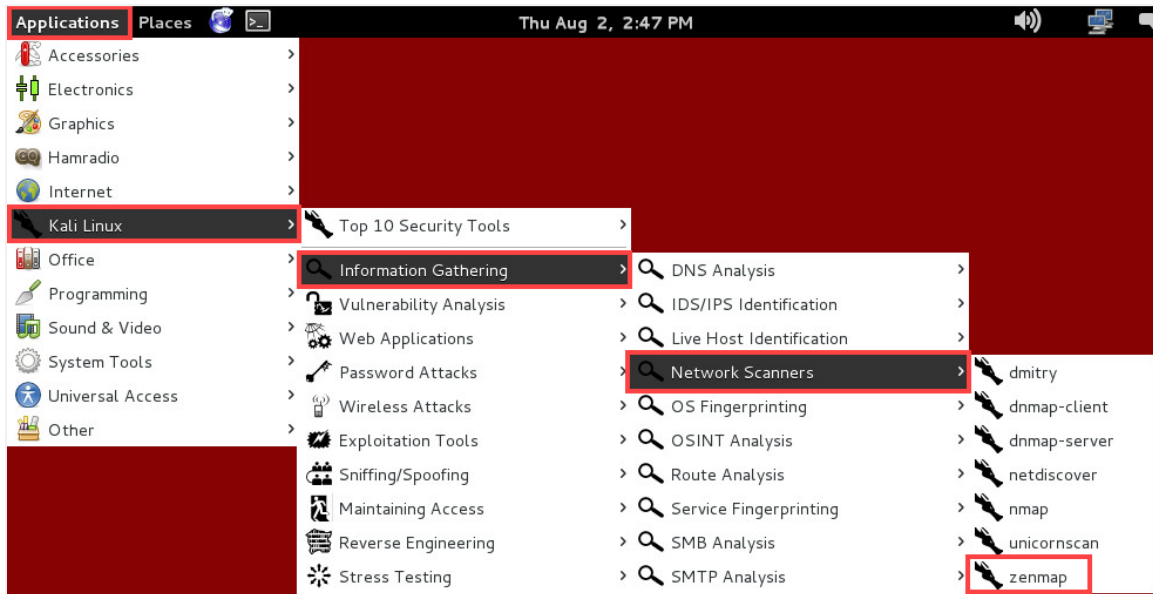 Applications Places Thu Aug 2, 2:47 PM
Accessories
Electronics
Graphics
Hamradio
Internet
Kali Linux
Office
Programming
Sound & Video
System Tools
Universal Access
Other
Top 10 Security Tools
Information Gathering
Vulnerability Analysis
Web Applications
Password Attacks
Wireless Attacks
Exploitation Tools
Sniffing/Spoofing
Maintaining Access
Reverse Engineering
Stress Testing
DNS Analysis
IDS/IPS Identification
Live Host Identification
Network Scanners
OS Fingerprinting
OSINT Analysis
Route Analysis
Service Fingerprinting
SMB Analysis
SMTP Analysis
dmitry
dnmap-client
dnmap-server
netdiscover
nmap
unicornscan
zenmap